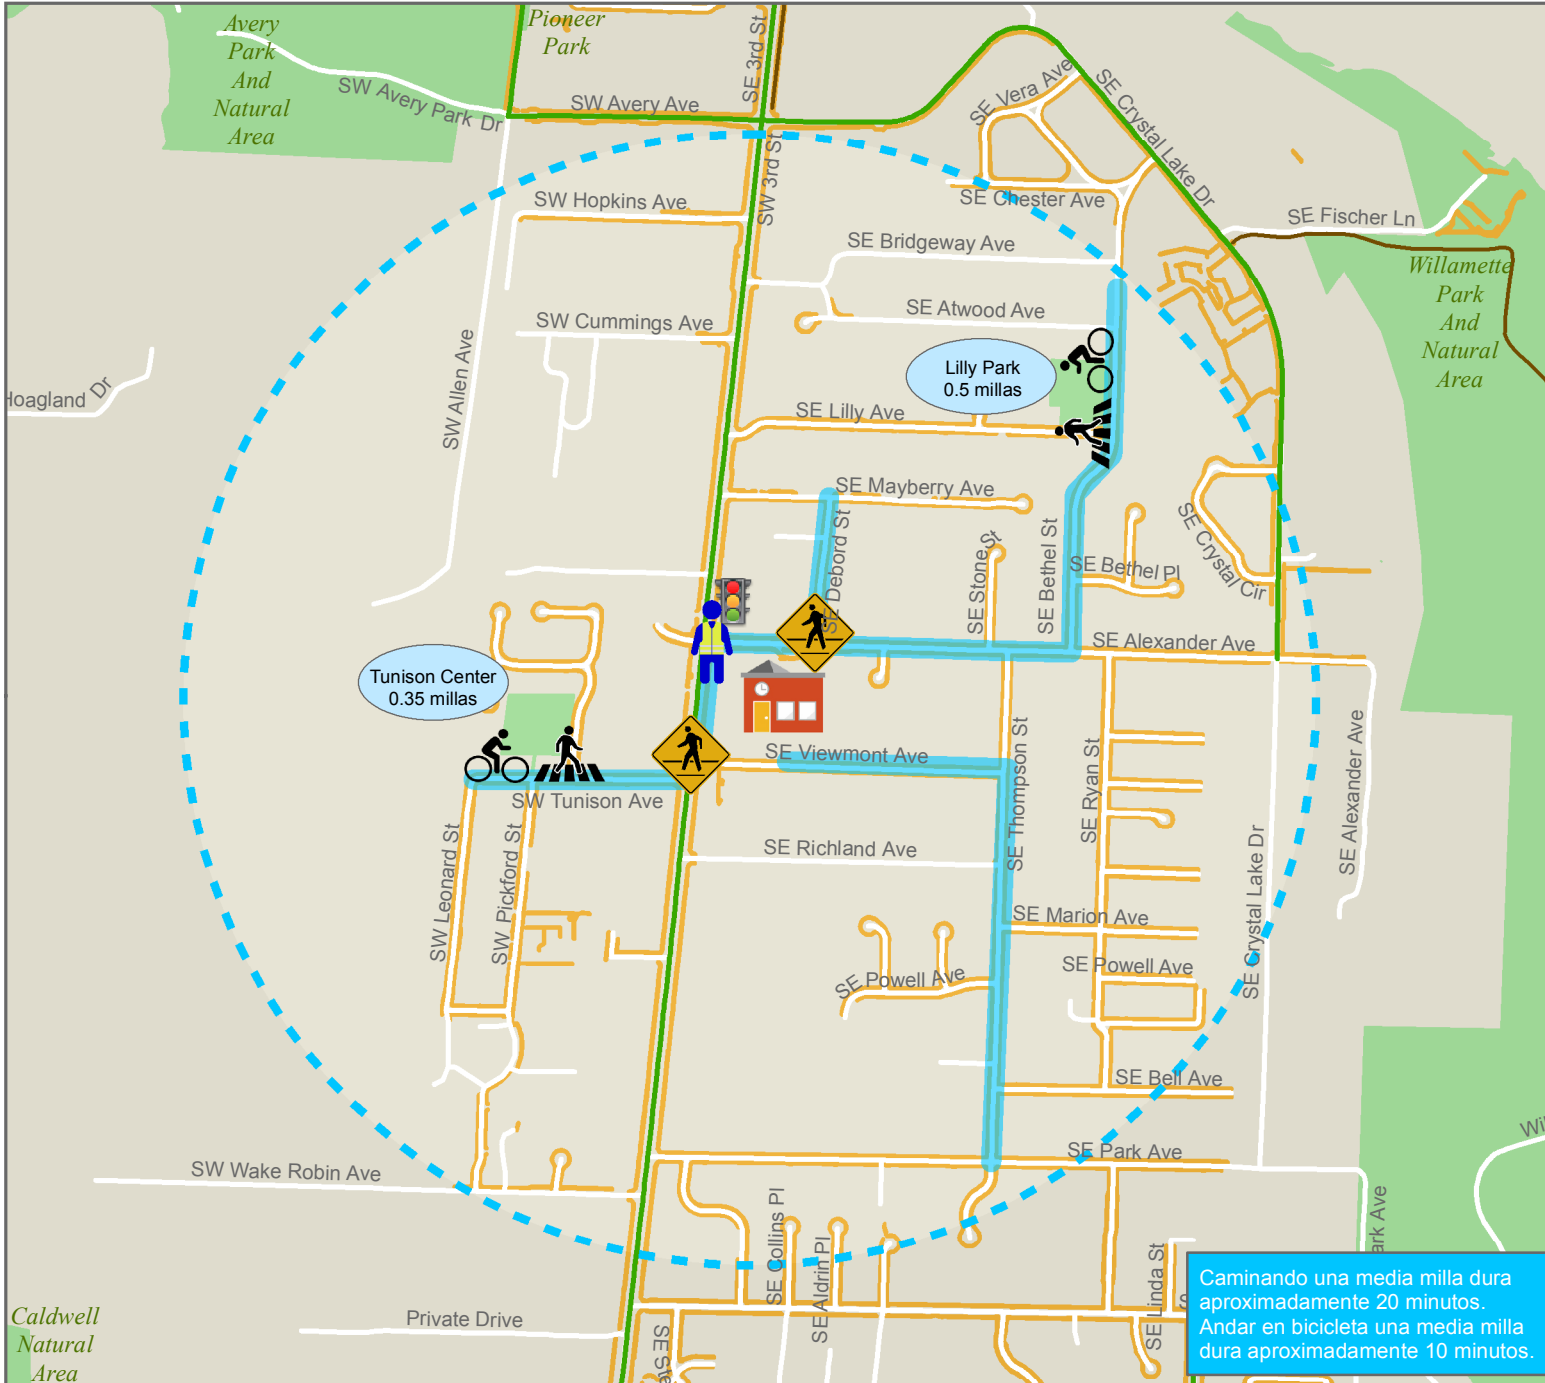 Avery
Park
And
Natural
Area
Pioneer
Park
SE 3rd St
SW Avery Park Dr
SW Avery Ave
SE Vera Ave
SE Crystal Lake Dr
SW 3rd St
SW Hopkins Ave
SE Chester Ave
SE Bridgeway Ave
SE Fischer Ln
Willamette
Park
And
Natural
Area
SE Atwood Ave
SW Cummings Ave
SW Allen Ave
Hoagland Dr
Lilly Park
0.5 millas
SE Lilly Ave
SE Mayberry Ave
SE Debord St
SE Stone St
SE Bethel St
SE Bethel Pl
SE Crystal Cir
SE Alexander Ave
Tunison Center
0.35 millas
SE Viewmont Ave
SW Tunison Ave
SE Thompson St
SE Ryan St
SE Alexander Ave
SE Richland Ave
SW Leonard St
SW Pickford St
SE Crystal Lake Dr
SE Marion Ave
SE Powell Ave
SE Powell Ave
SE Bell Ave
SE Park Ave
SW Wake Robin Ave
SE Collins Pl
SE Aldrin Pl
SE Linda St
ark Ave
Private Drive
Caldwell
Natural
Area
Caminando una media milla dura
aproximadamente 20 minutos.
Andar en bicicleta una media milla
dura aproximadamente 10 minutos.